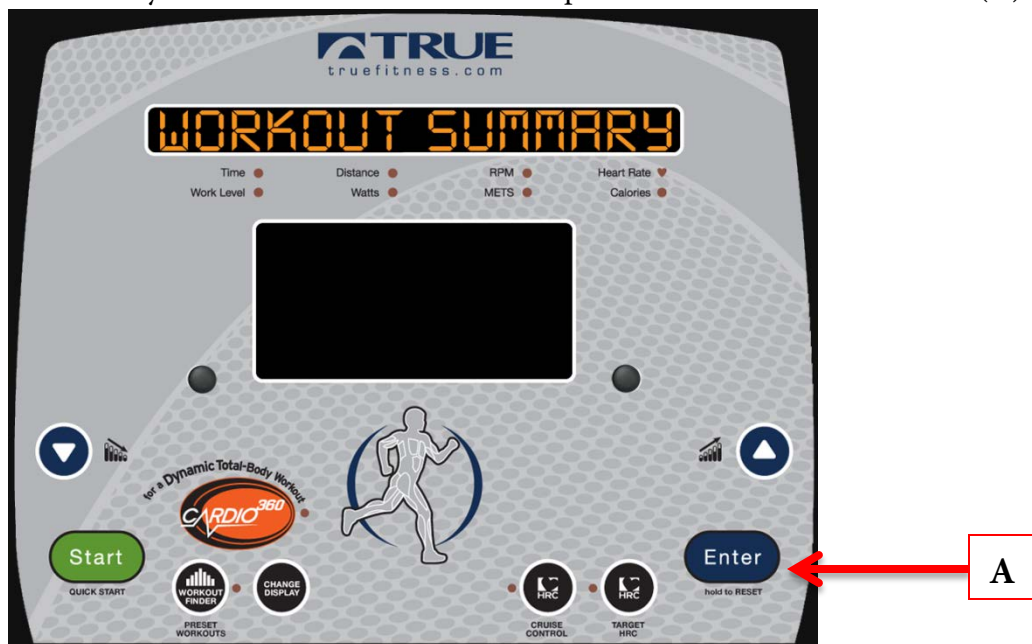 TRUE
truefitness.com
WORKOUT SUMMARY
Time Distance RPM Heart Rate
Work Level Watts METS Calories
for a Dynamic Total-Body Workout
CARDIO360
Start
QUICK START
WORKOUT FINDER
PRESET WORKOUTS
CHANGE DISPLAY
HRC
CRUISE CONTROL
HRC
TARGET HRC
Enter
hold to RESET
A